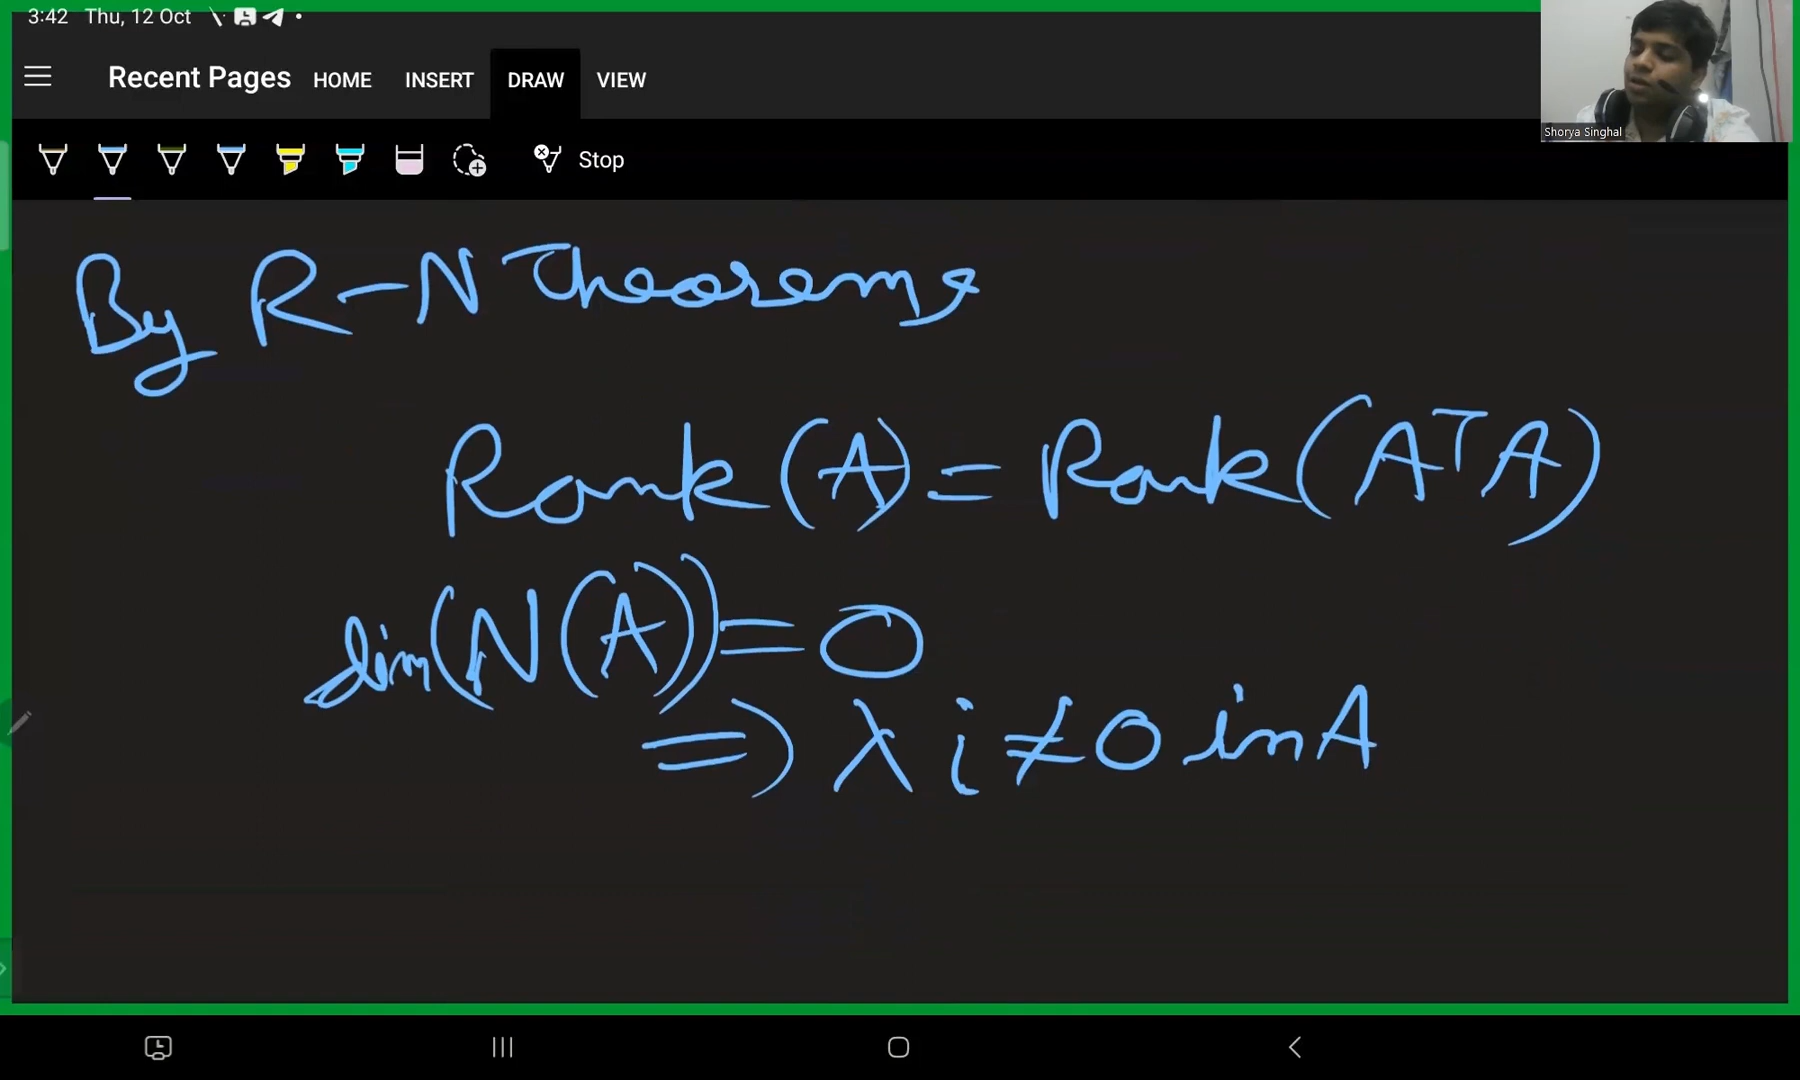 3:42 Thu, 12 Oct
Shorya Singhal
Recent Pages HOME INSERT DRAW VIEW
Stop
By R-N Theorem,
Rank(A) = Rank(AᵀA)
dim(N(A)) = 0
⇒ λi ≠ 0 in A